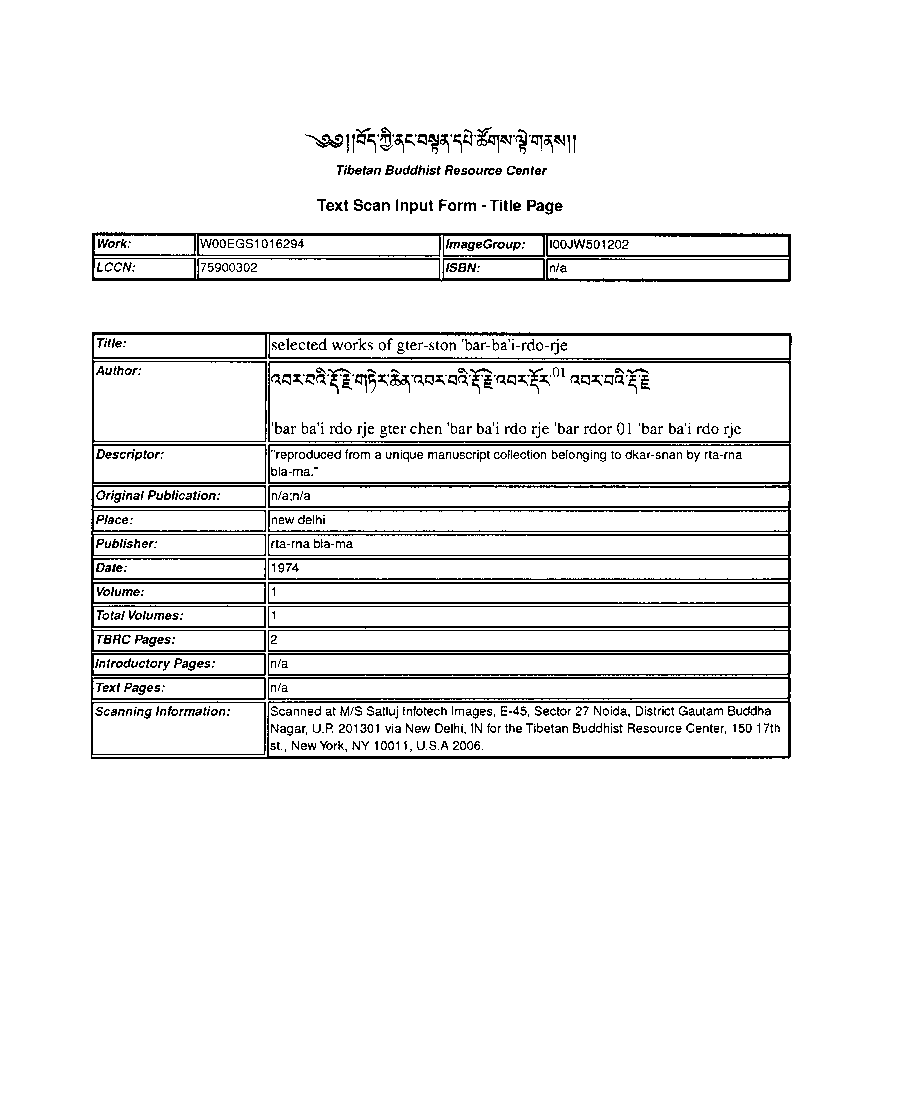 ༄༅།།བོད་ཀྱི་ནང་བསྟན་དཔེ་ཚོགས་ལྟེ་གནས།།
Tibetan Buddhist Resource Center
Text Scan Input Form - Title Page
Work: W00EGS1016294 ImageGroup: I00JW501202
LCCN: 75900302 ISBN: n/a
Title: selected works of gter-ston 'bar-ba'i-rdo-rje
Author: འབར་བའི་རྡོ་རྗེ་གཏེར་ཆེན་འབར་བའི་རྡོ་རྗེ་འབར་རྡོར་01 འབར་བའི་རྡོ་རྗེ
'bar ba'i rdo rje gter chen 'bar ba'i rdo rje 'bar rdor 01 'bar ba'i rdo rje
Descriptor: "reproduced from a unique manuscript collection belonging to dkar-snan by rta-rna
bla-ma."
Original Publication: n/a;n/a
Place: new delhi
Publisher: rta-rna bla-ma
Date: 1974
Volume: 1
Total Volumes: 1
TBRC Pages: 2
Introductory Pages: n/a
Text Pages: n/a
Scanning Information: Scanned at M/S Satluj Infotech Images, E-45, Sector 27 Noida, District Gautam Buddha
Nagar, U.P. 201301 via New Delhi, IN for the Tibetan Buddhist Resource Center, 150 17th
st., New York, NY 10011, U.S.A 2006.